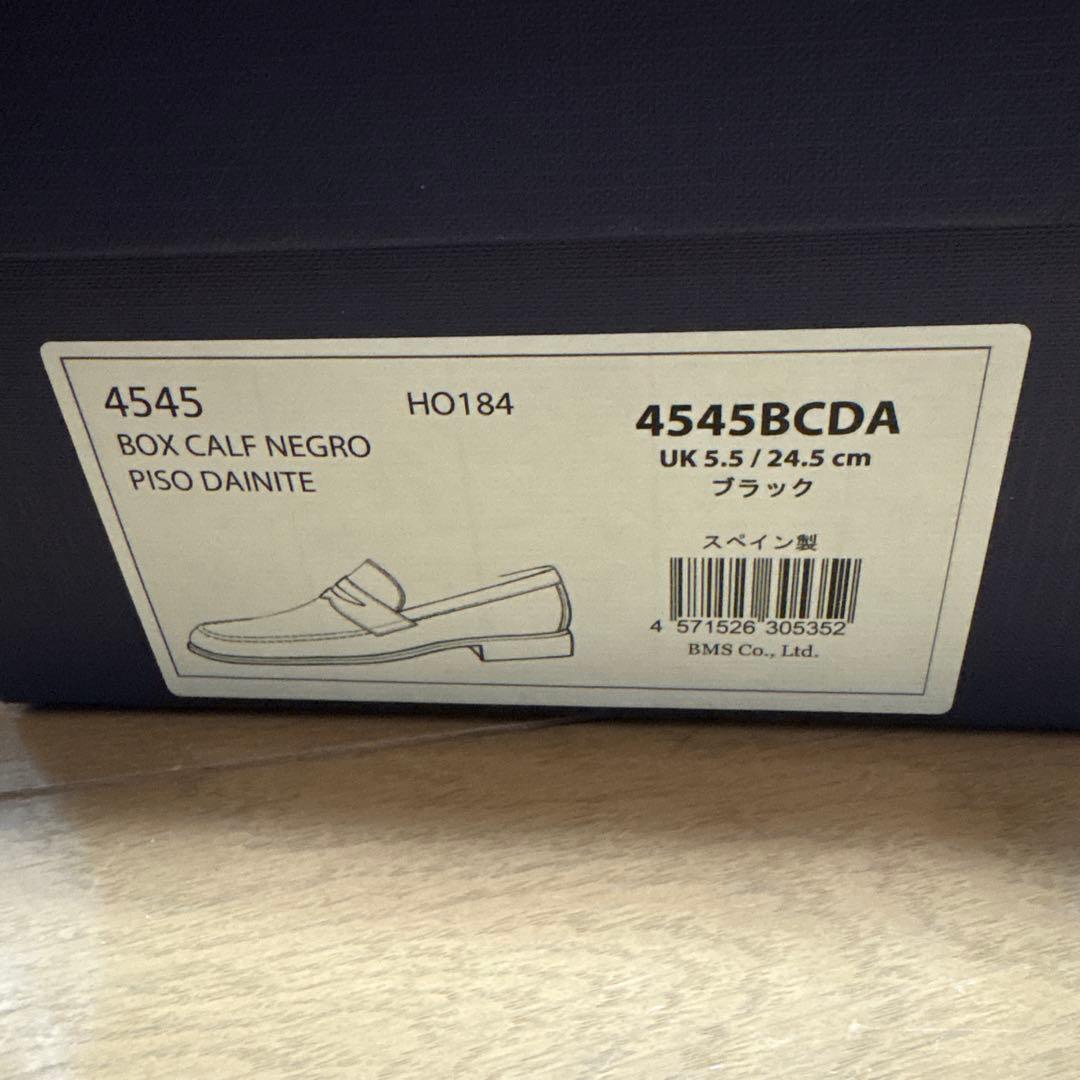 4545
HO184
BOX CALF NEGRO
PISO DAINITE
4545BCDA
UK 5.5 / 24.5 cm
ブラック
スペイン製
4 571526 305352
BMS Co., Ltd.